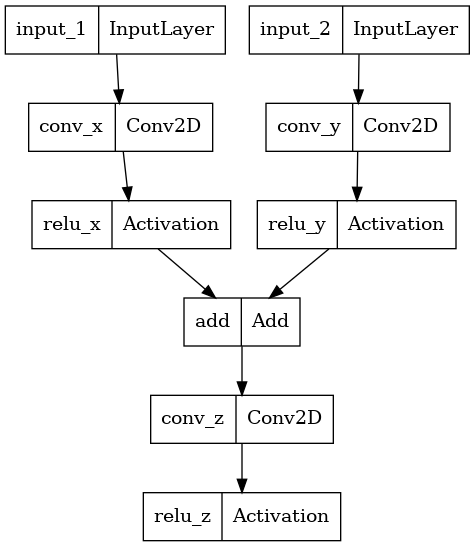 input_1 InputLayer input_2 InputLayer
conv_x Conv2D conv_y Conv2D
relu_x Activation relu_y Activation
add Add
conv_z Conv2D
relu_z Activation